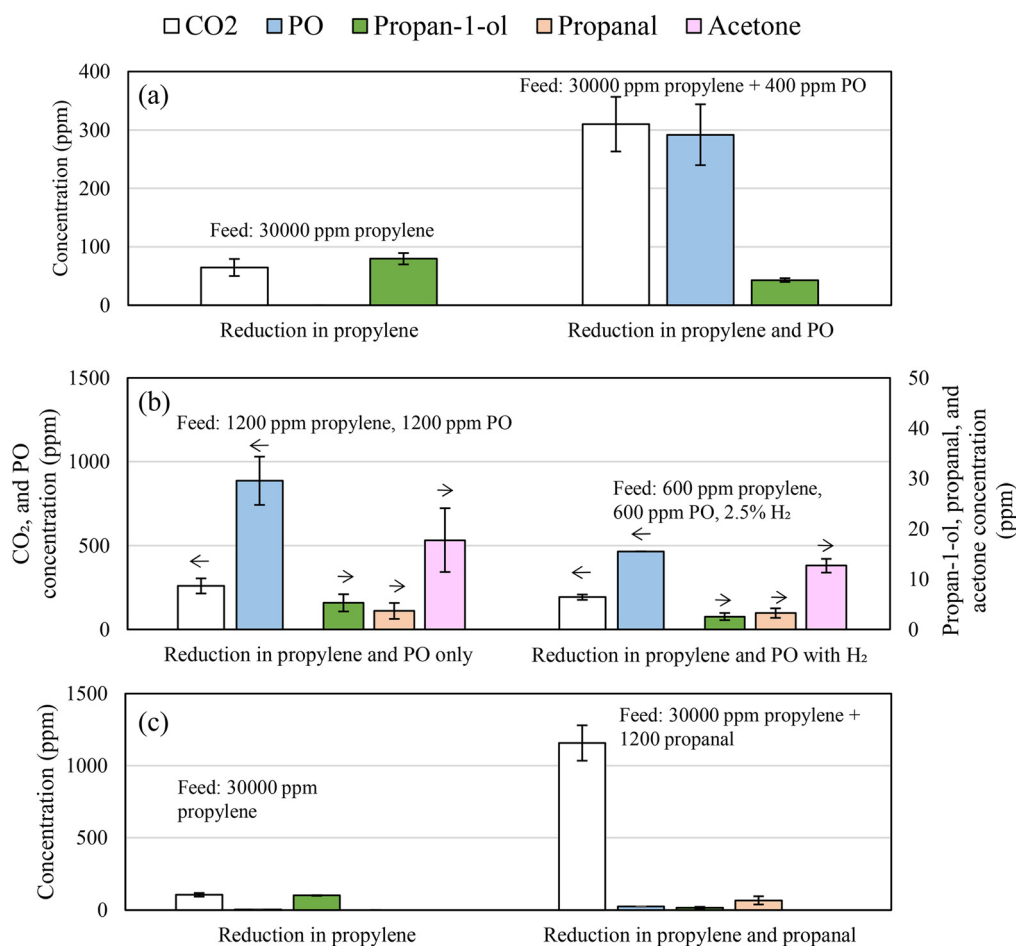 CO2 PO Propan-1-ol Propanal Acetone
(a)
Concentration (ppm)
400
300
200
100
0
Feed: 30000 ppm propylene
Feed: 30000 ppm propylene + 400 ppm PO
Reduction in propylene
Reduction in propylene and PO
(b)
CO₂, and PO
concentration (ppm)
1500
1000
500
0
Feed: 1200 ppm propylene, 1200 ppm PO
Feed: 600 ppm propylene,
600 ppm PO, 2.5% H₂
50
40
30
20
10
0
Propan-1-ol, propanal, and
acetone concentration
(ppm)
Reduction in propylene and PO only
Reduction in propylene and PO with H₂
(c)
Concentration (ppm)
1500
1000
500
0
Feed: 30000 ppm
propylene
Feed: 30000 ppm propylene +
1200 propanal
Reduction in propylene
Reduction in propylene and propanal